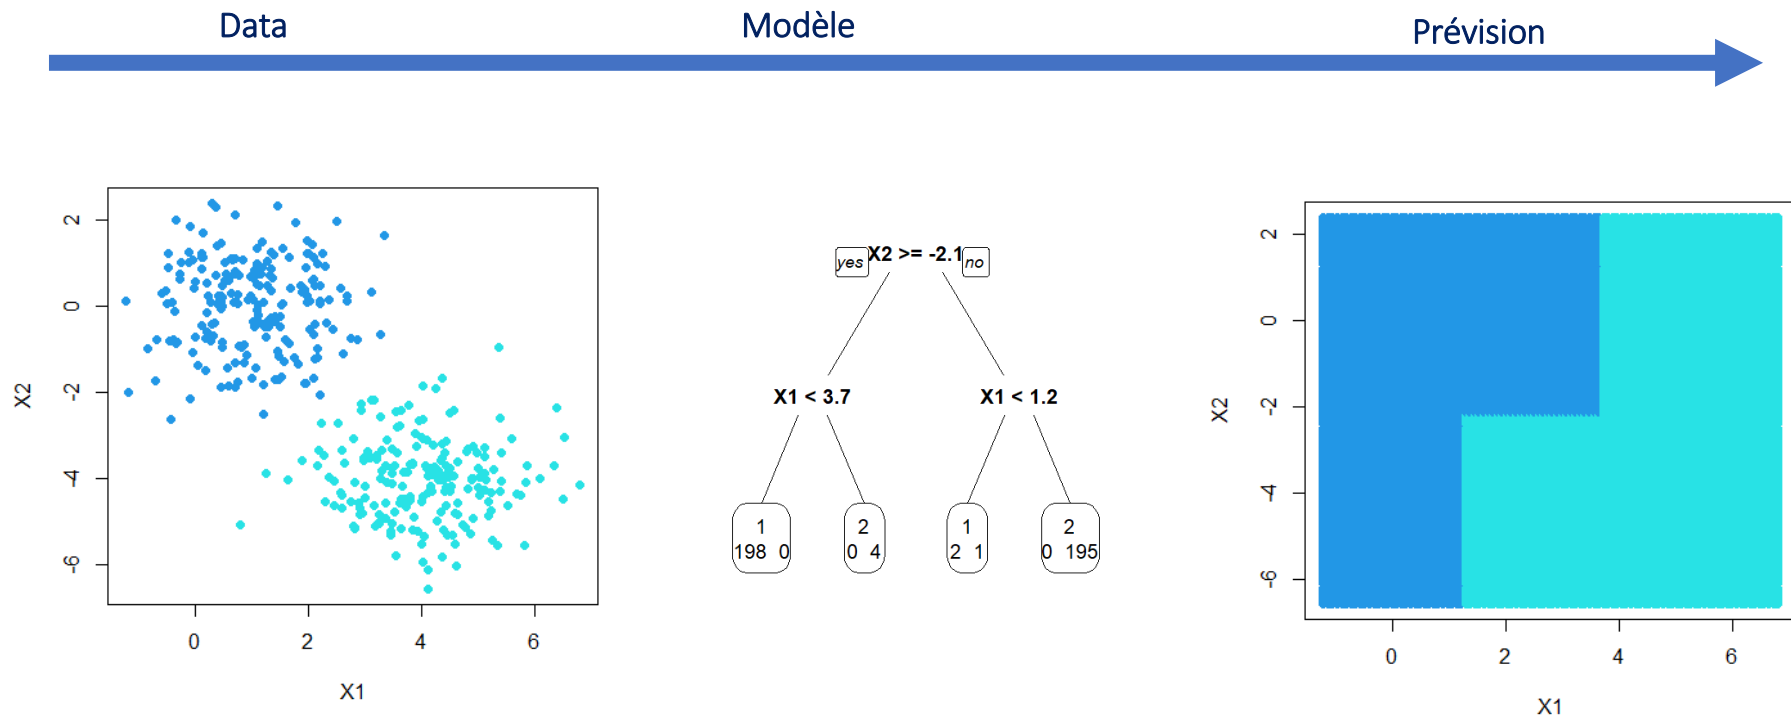 Data
Modèle
Prévision
2
0
-2
-4
-6
X2
0 2 4 6
X1
yes X2 >= -2.1 no
X1 < 3.7
X1 < 1.2
1
198 0
2
0 4
1
2 1
2
0 195
2
0
-2
-4
-6
X2
0 2 4 6
X1